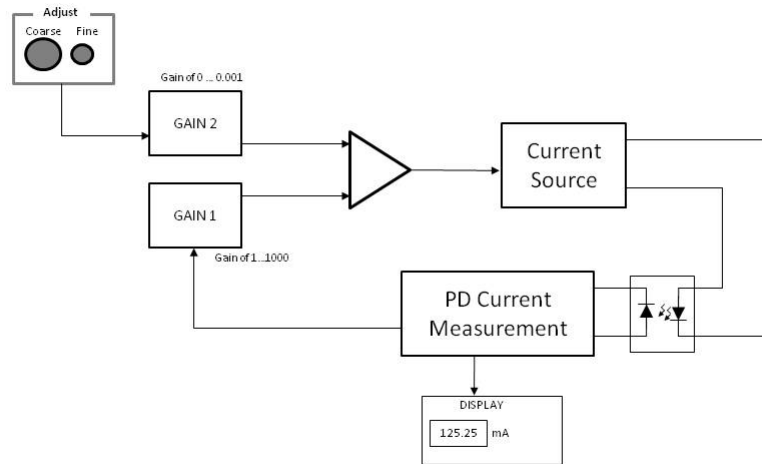 Adjust
Coarse Fine
Gain of 0 ... 0.001
GAIN 2
Current
Source
GAIN 1
Gain of 1...1000
PD Current
Measurement
DISPLAY
125.25 mA